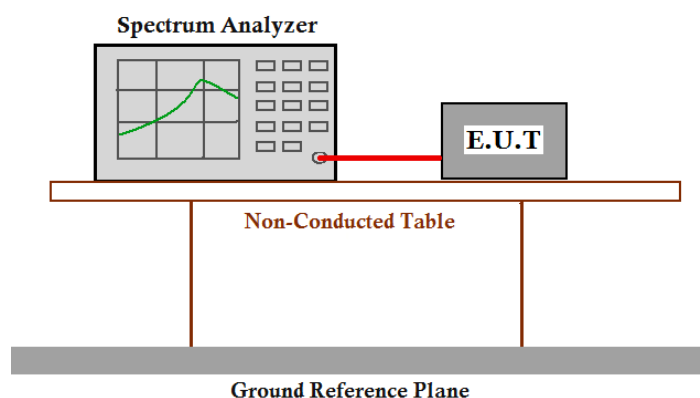 Spectrum Analyzer
E.U.T
Non-Conducted Table
Ground Reference Plane